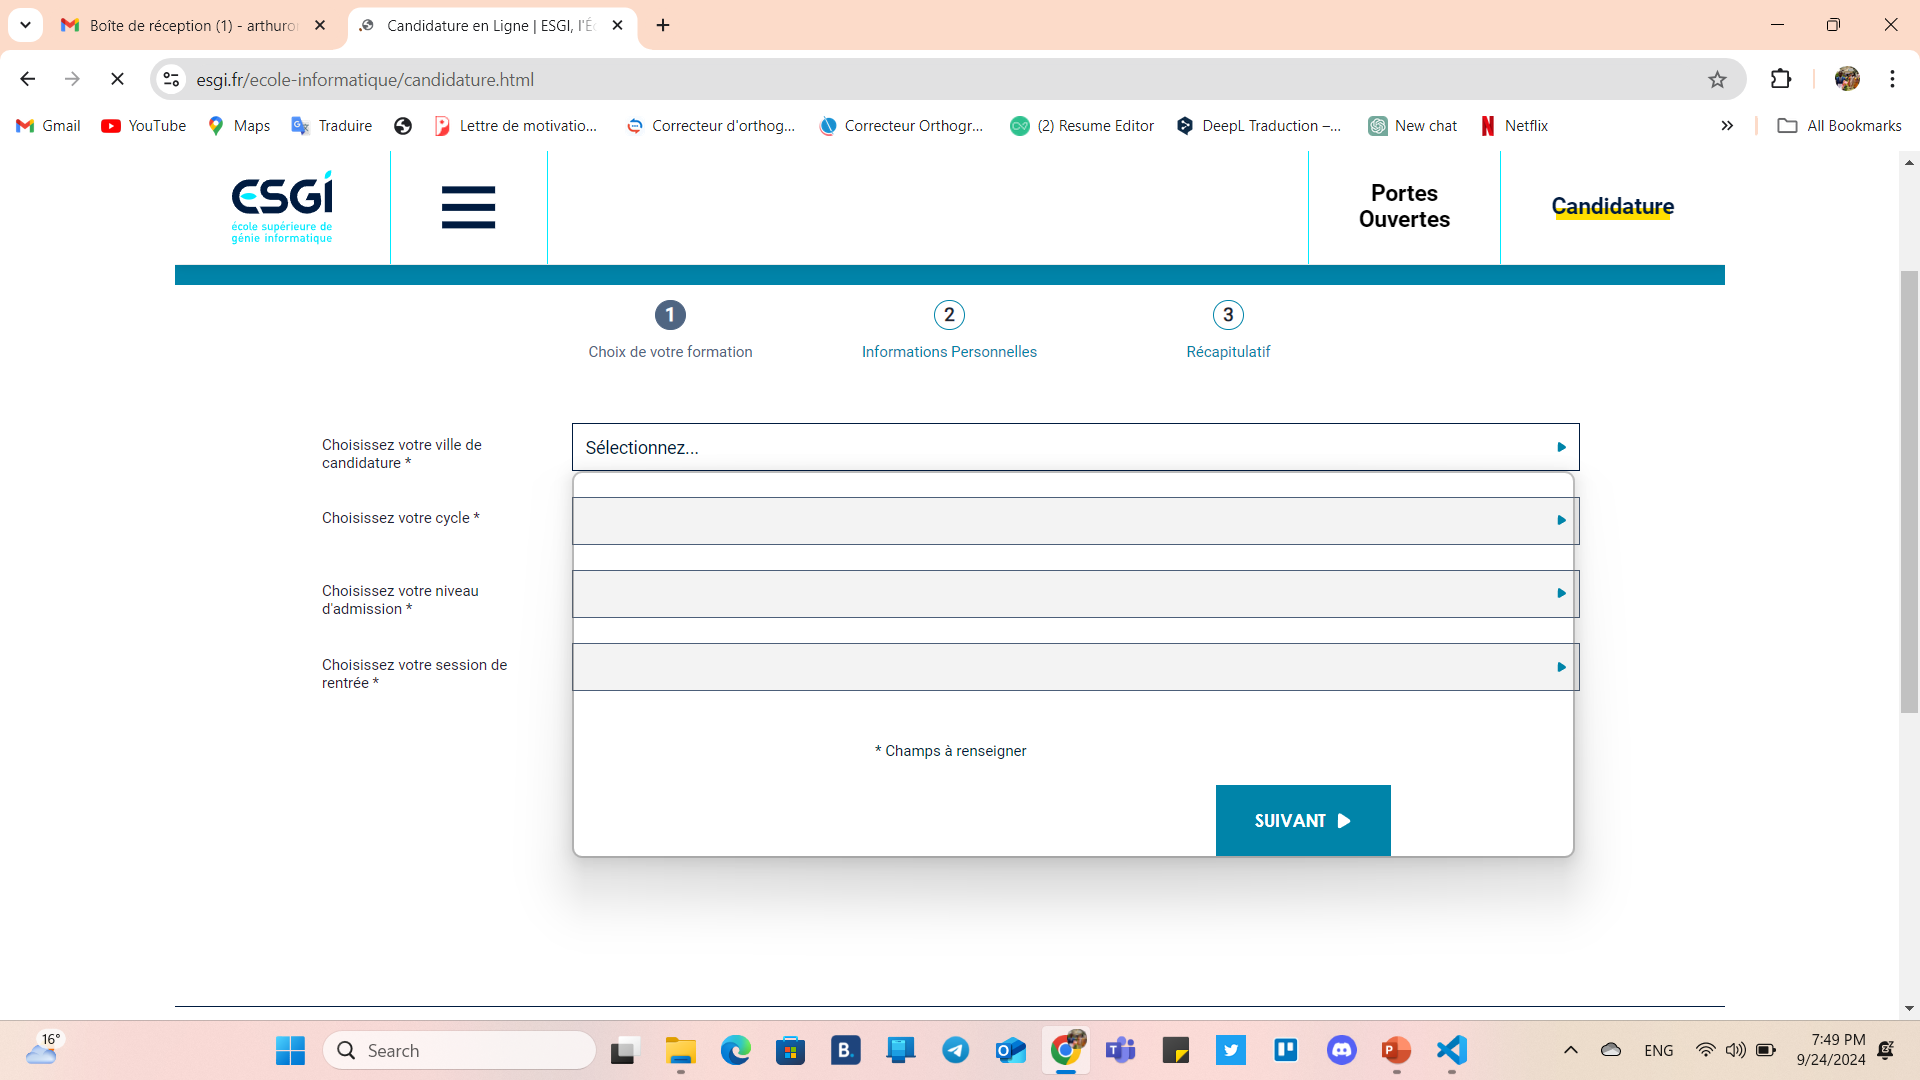 Boîte de réception (1) - arthuro
Candidature en Ligne | ESGI, l'É
esgi.fr/ecole-informatique/candidature.html
Gmail
YouTube
Maps
Traduire
Lettre de motivatio...
Correcteur d'orthog...
Correcteur Orthogr...
(2) Resume Editor
DeepL Traduction –...
New chat
Netflix
All Bookmarks
ESGI
école supérieure de
génie informatique
Portes
Ouvertes
Candidature
1
2
3
Choix de votre formation
Informations Personnelles
Récapitulatif
Choisissez votre ville de
candidature *
Sélectionnez...
Choisissez votre cycle *
Choisissez votre niveau
d'admission *
Choisissez votre session de
rentrée *
* Champs à renseigner
SUIVANT
16°
Search
B.
ENG
7:49 PM
9/24/2024